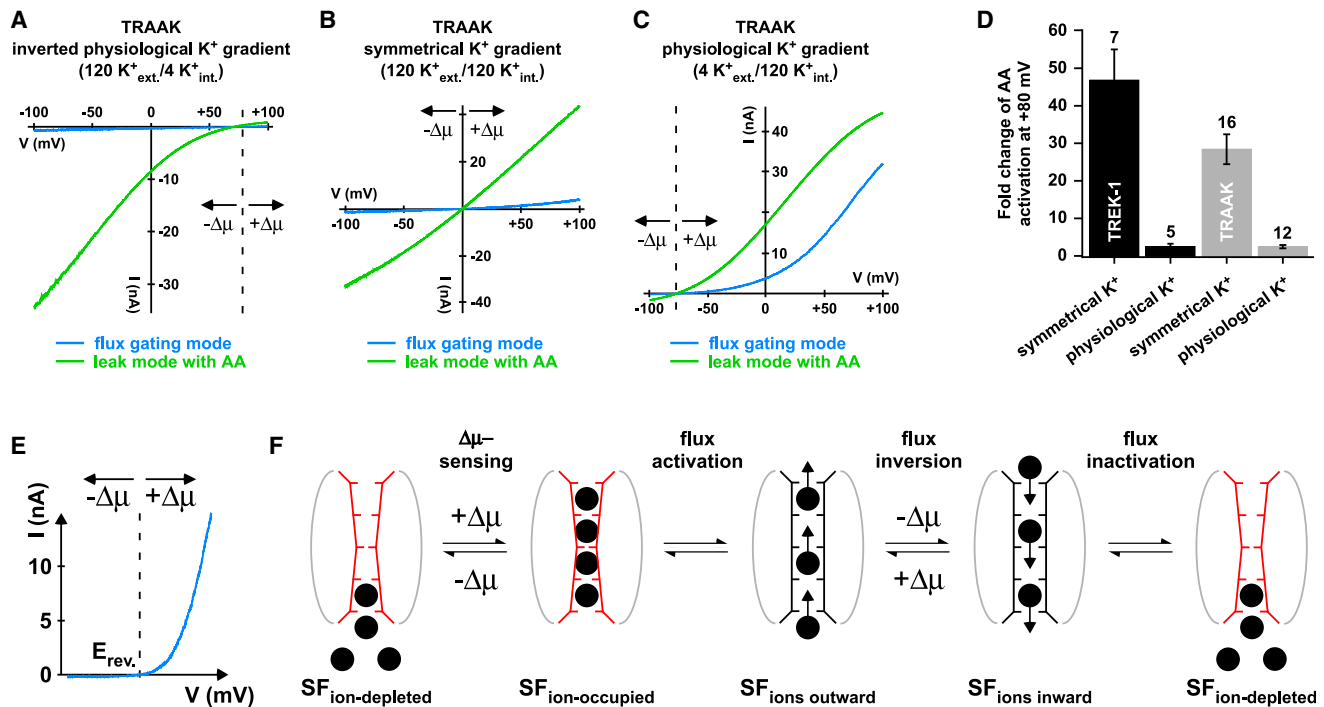 A
TRAAK
inverted physiological K+ gradient
(120 K+ext./4 K+int.)
-100
-50
0
+50
+100
V (mV)
-10
-30
I (nA)
-Δμ
+Δμ
flux gating mode
leak mode with AA
B
TRAAK
symmetrical K+ gradient
(120 K+ext./120 K+int.)
-Δμ
+Δμ
20
V (mV)
-100
-50
+50
+100
-20
-40
I (nA)
flux gating mode
leak mode with AA
C
TRAAK
physiological K+ gradient
(4 K+ext./120 K+int.)
I (nA)
40
30
10
-Δμ
+Δμ
V (mV)
-100
-50
0
+50
+100
flux gating mode
leak mode with AA
D
Fold change of AA
activation at +80 mV
60
50
40
30
20
10
0
7
5
16
12
TREK-1
TRAAK
symmetrical K+
physiological K+
symmetrical K+
physiological K+
E
-Δμ
+Δμ
I (nA)
10
5
0
Erev.
V (mV)
F
Δμ–
sensing
flux
activation
flux
inversion
flux
inactivation
+Δμ
-Δμ
-Δμ
+Δμ
SFion-depleted
SFion-occupied
SFions outward
SFions inward
SFion-depleted